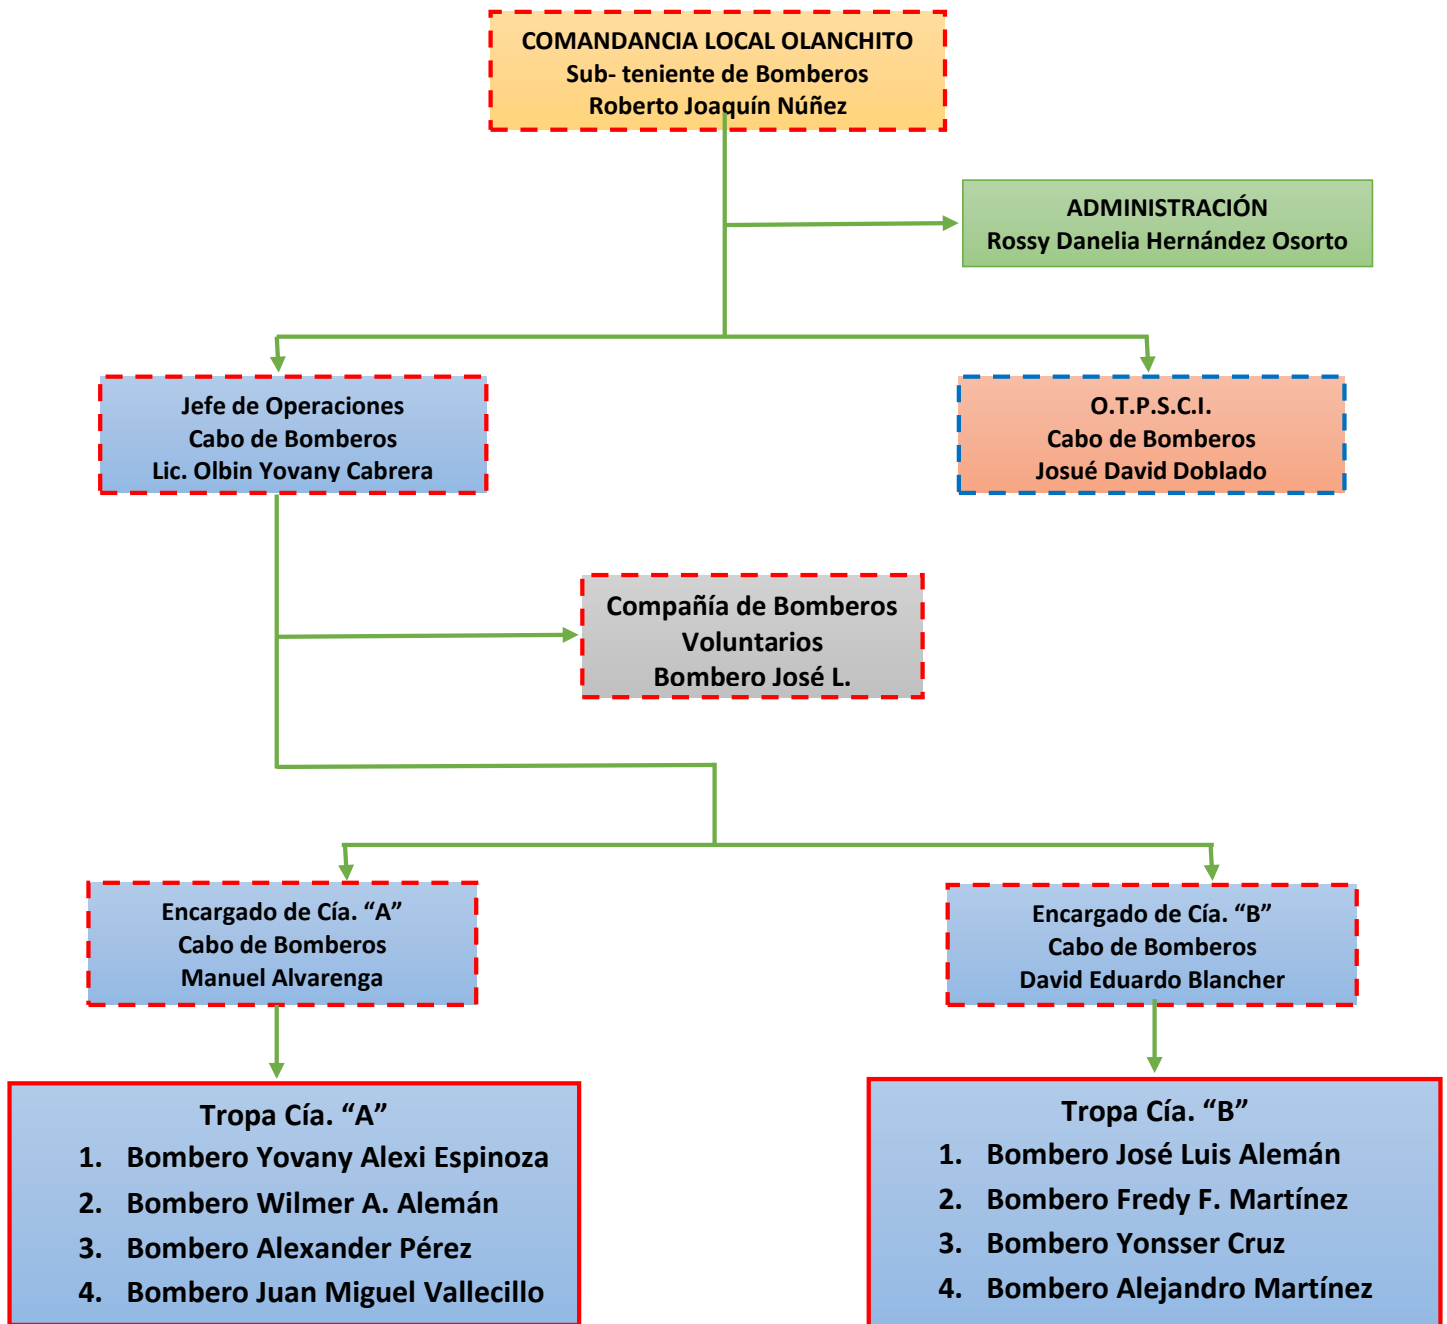 COMANDANCIA LOCAL OLANCHITO
Sub- teniente de Bomberos
Roberto Joaquín Núñez
ADMINISTRACIÓN
Rossy Danelia Hernández Osorto
Jefe de Operaciones
Cabo de Bomberos
Lic. Olbin Yovany Cabrera
O.T.P.S.C.I.
Cabo de Bomberos
Josué David Doblado
Compañía de Bomberos
Voluntarios
Bombero José L.
Encargado de Cía. “A”
Cabo de Bomberos
Manuel Alvarenga
Encargado de Cía. “B”
Cabo de Bomberos
David Eduardo Blancher
Tropa Cía. “A”
1. Bombero Yovany Alexi Espinoza
2. Bombero Wilmer A. Alemán
3. Bombero Alexander Pérez
4. Bombero Juan Miguel Vallecillo
Tropa Cía. “B”
1. Bombero José Luis Alemán
2. Bombero Fredy F. Martínez
3. Bombero Yonsser Cruz
4. Bombero Alejandro Martínez